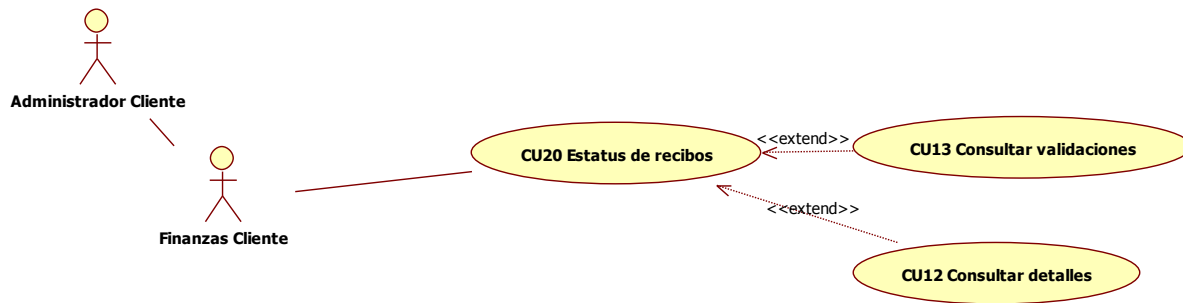 Administrador Cliente
Finanzas Cliente
CU20 Estatus de recibos
<<extend>>
CU13 Consultar validaciones
<<extend>>
CU12 Consultar detalles